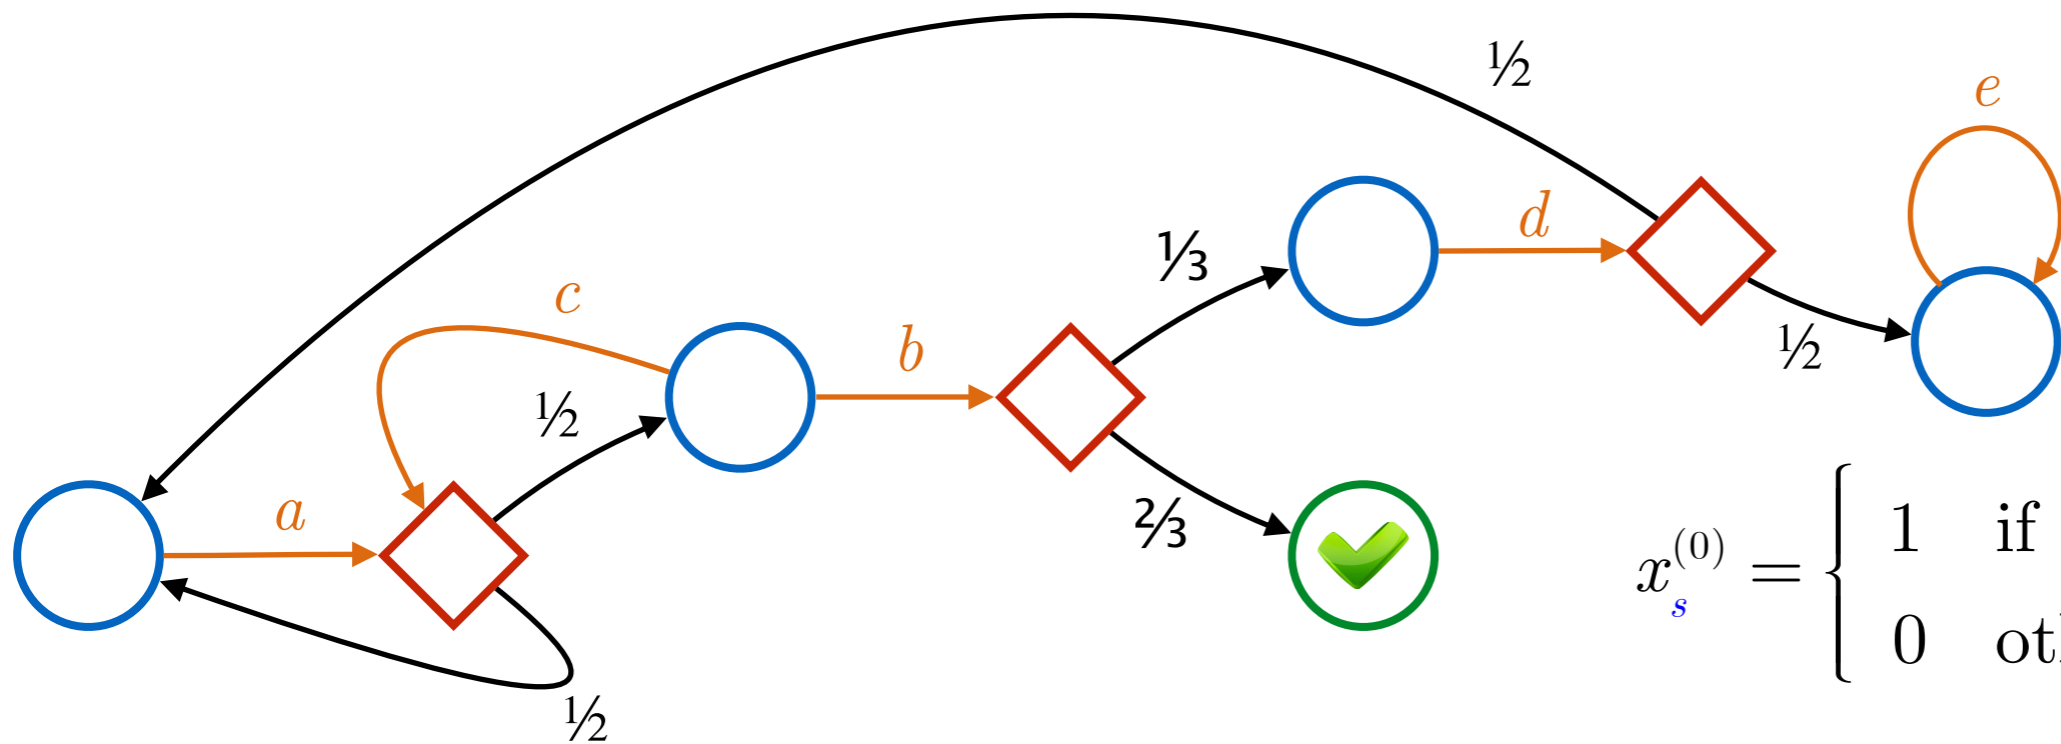 ½
e
d
⅓
½
c
b
½
⅔
a
½
x_s^{(0)} = { 1 if
0